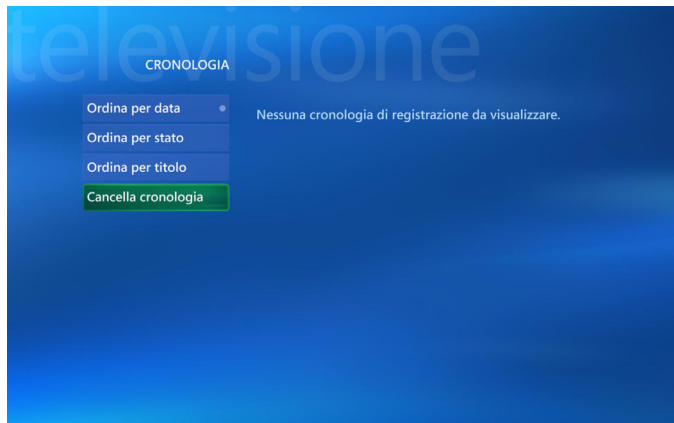 televisione
CRONOLOGIA
Ordina per data
Nessuna cronologia di registrazione da visualizzare.
Ordina per stato
Ordina per titolo
Cancella cronologia